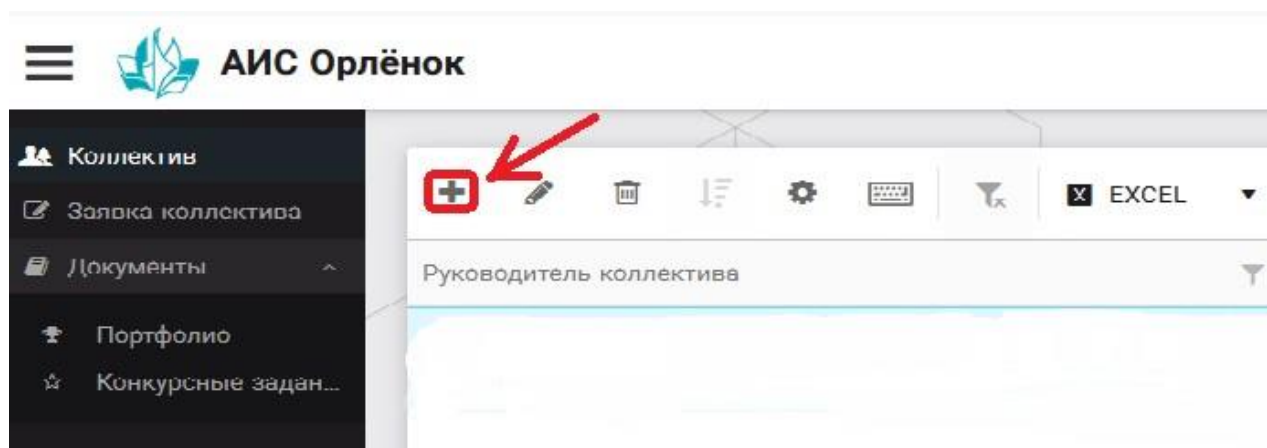 АИС Орлёнок
Коллектив
Заявка коллектива
Документы
Портфолио
Конкурсные задан...
X EXCEL
Руководитель коллектива